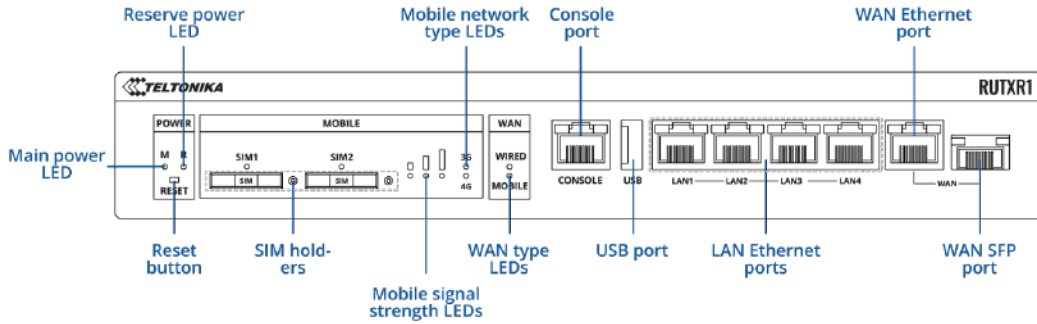 Reserve power
LED
Mobile network
type LEDs
Console
port
WAN Ethernet
port
TELTONIKA
RUTXR1
POWER
MOBILE
WAN
Main power
LED
M
R
SIM1
SIM2
3G
WIRED
SIM
SIM
RESET
4G
MOBILE
CONSOLE
USB
LAN1
LAN2
LAN3
LAN4
WAN
Reset
button
SIM hold-
ers
WAN type
LEDs
USB port
LAN Ethernet
ports
WAN SFP
port
Mobile signal
strength LEDs